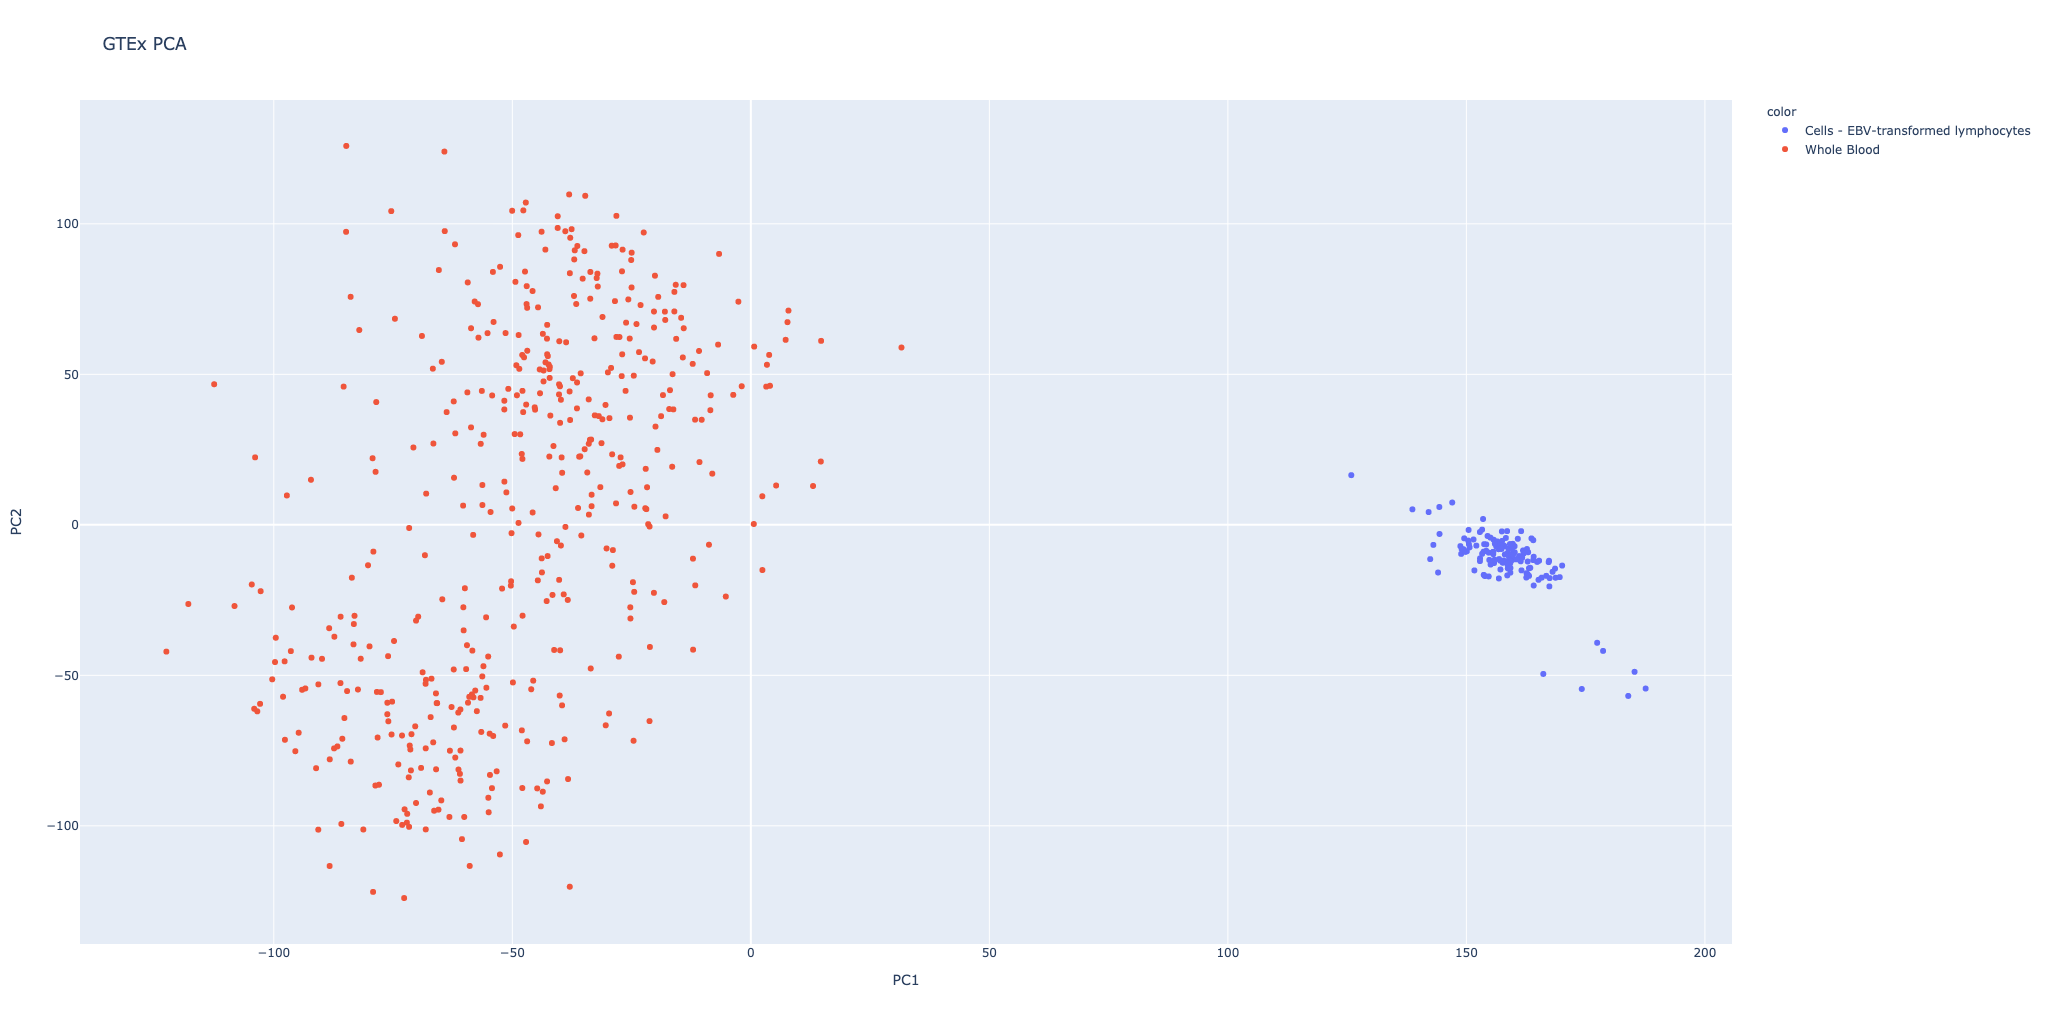 GTEx PCA
color
Cells - EBV-transformed lymphocytes
Whole Blood
PC2
100
50
0
−50
−100
−100
−50
0
50
100
150
200
PC1